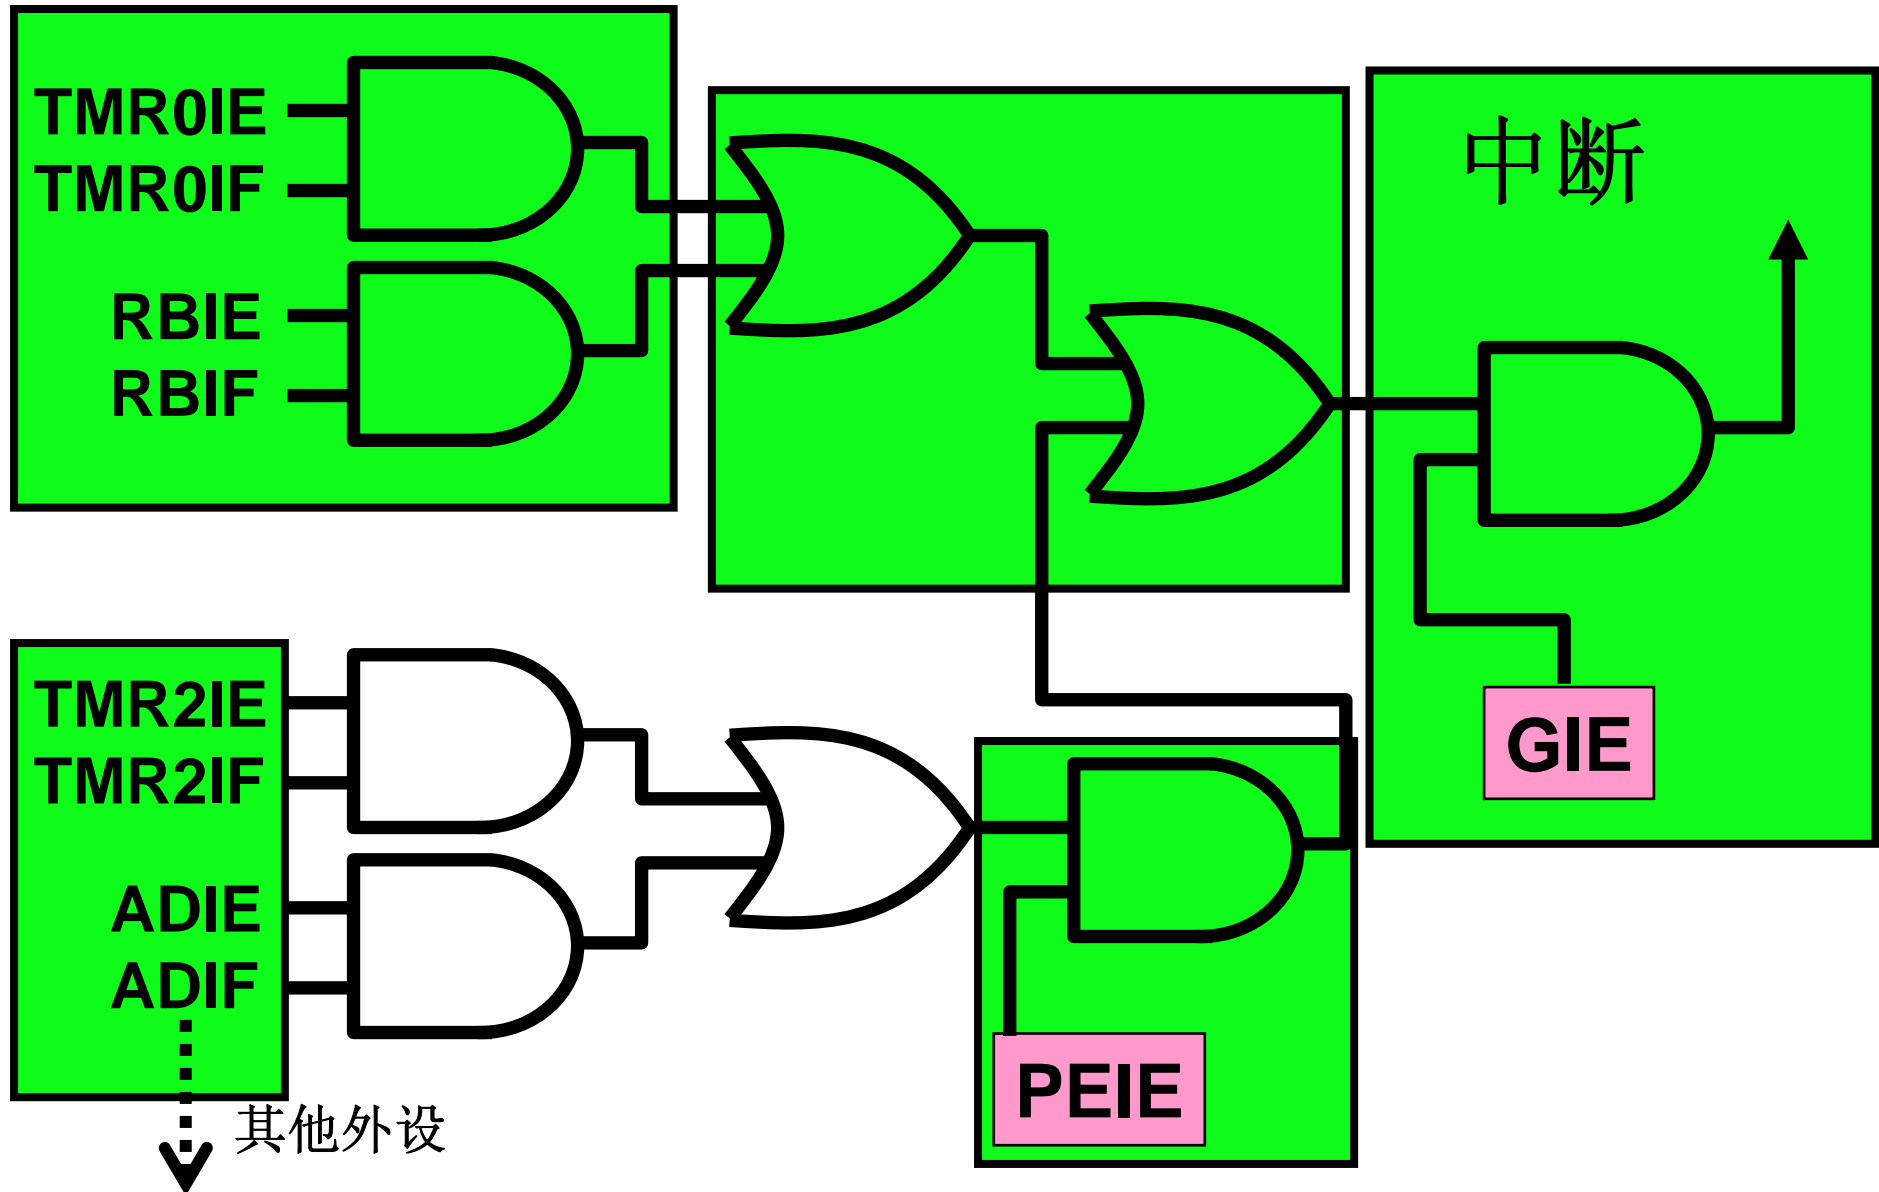 TMR0IE
TMR0IF
RBIE
RBIF
中断
TMR2IE
TMR2IF
ADIE
ADIF
其他外设
GIE
PEIE